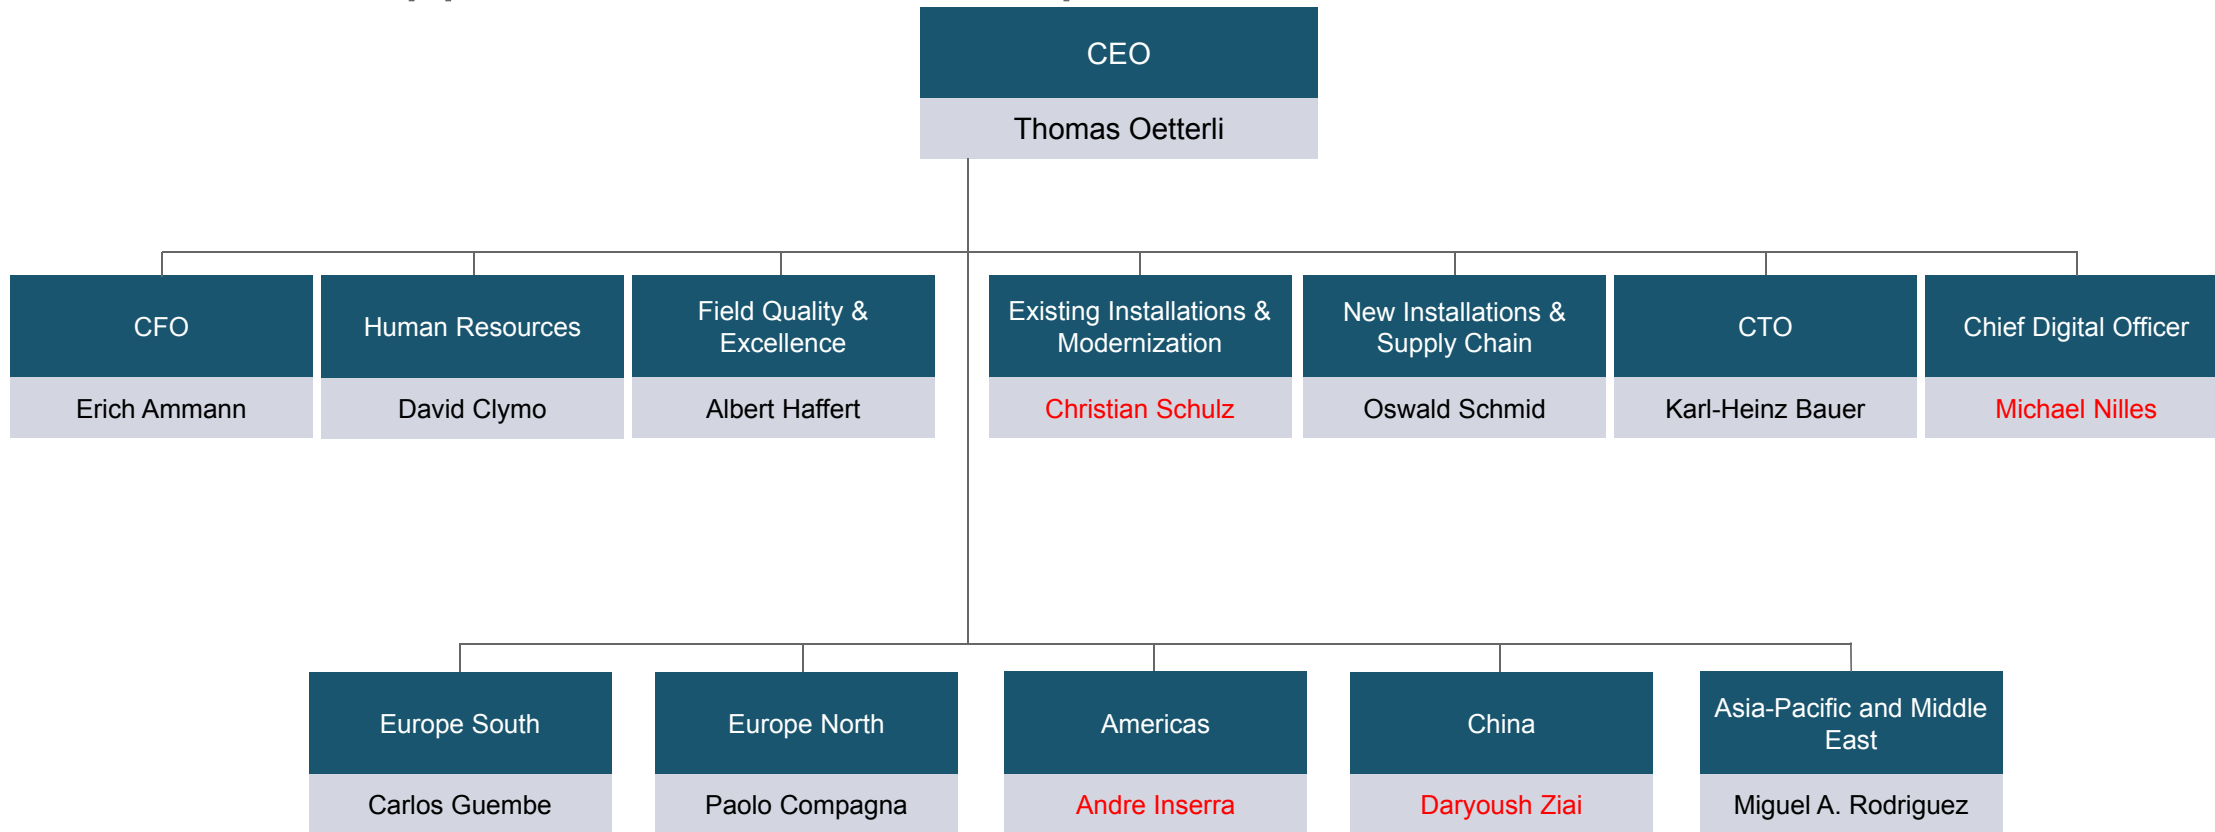 CEO
Thomas Oetterli
CFO
Erich Ammann
Human Resources
David Clymo
Field Quality &
Excellence
Albert Haffert
Existing Installations &
Modernization
Christian Schulz
New Installations &
Supply Chain
Oswald Schmid
CTO
Karl-Heinz Bauer
Chief Digital Officer
Michael Nilles
Europe South
Carlos Guembe
Europe North
Paolo Compagna
Americas
Andre Inserra
China
Daryoush Ziai
Asia-Pacific and Middle
East
Miguel A. Rodriguez